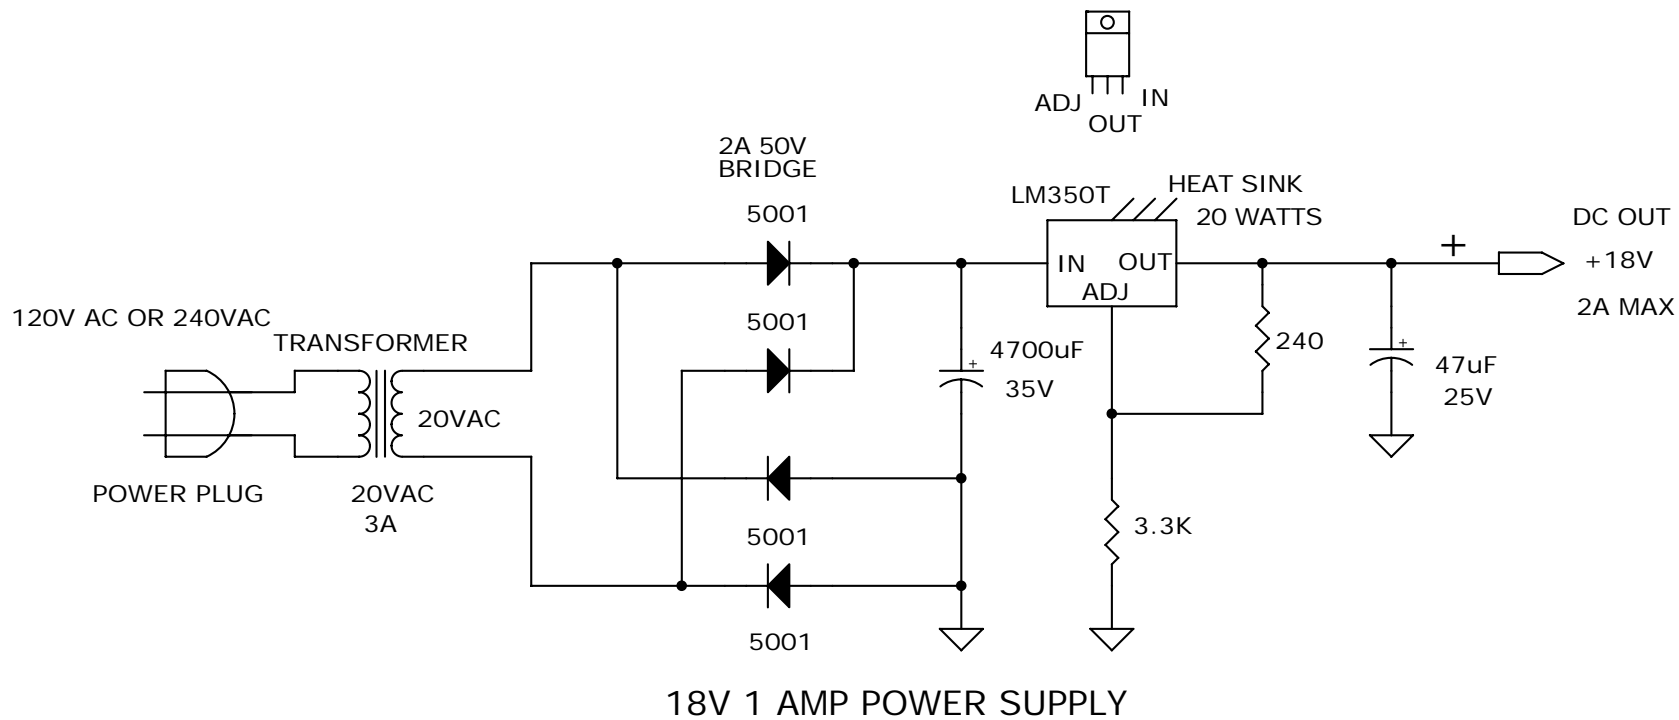 ADJ
IN
OUT
2A 50V
BRIDGE
5001
LM350T
HEAT SINK
20 WATTS
DC OUT
+
IN
OUT
ADJ
+18V
2A MAX
120V AC OR 240VAC
TRANSFORMER
5001
+
4700uF
35V
240
+
47uF
25V
20VAC
POWER PLUG
20VAC
3A
5001
3.3K
5001
18V 1 AMP POWER SUPPLY